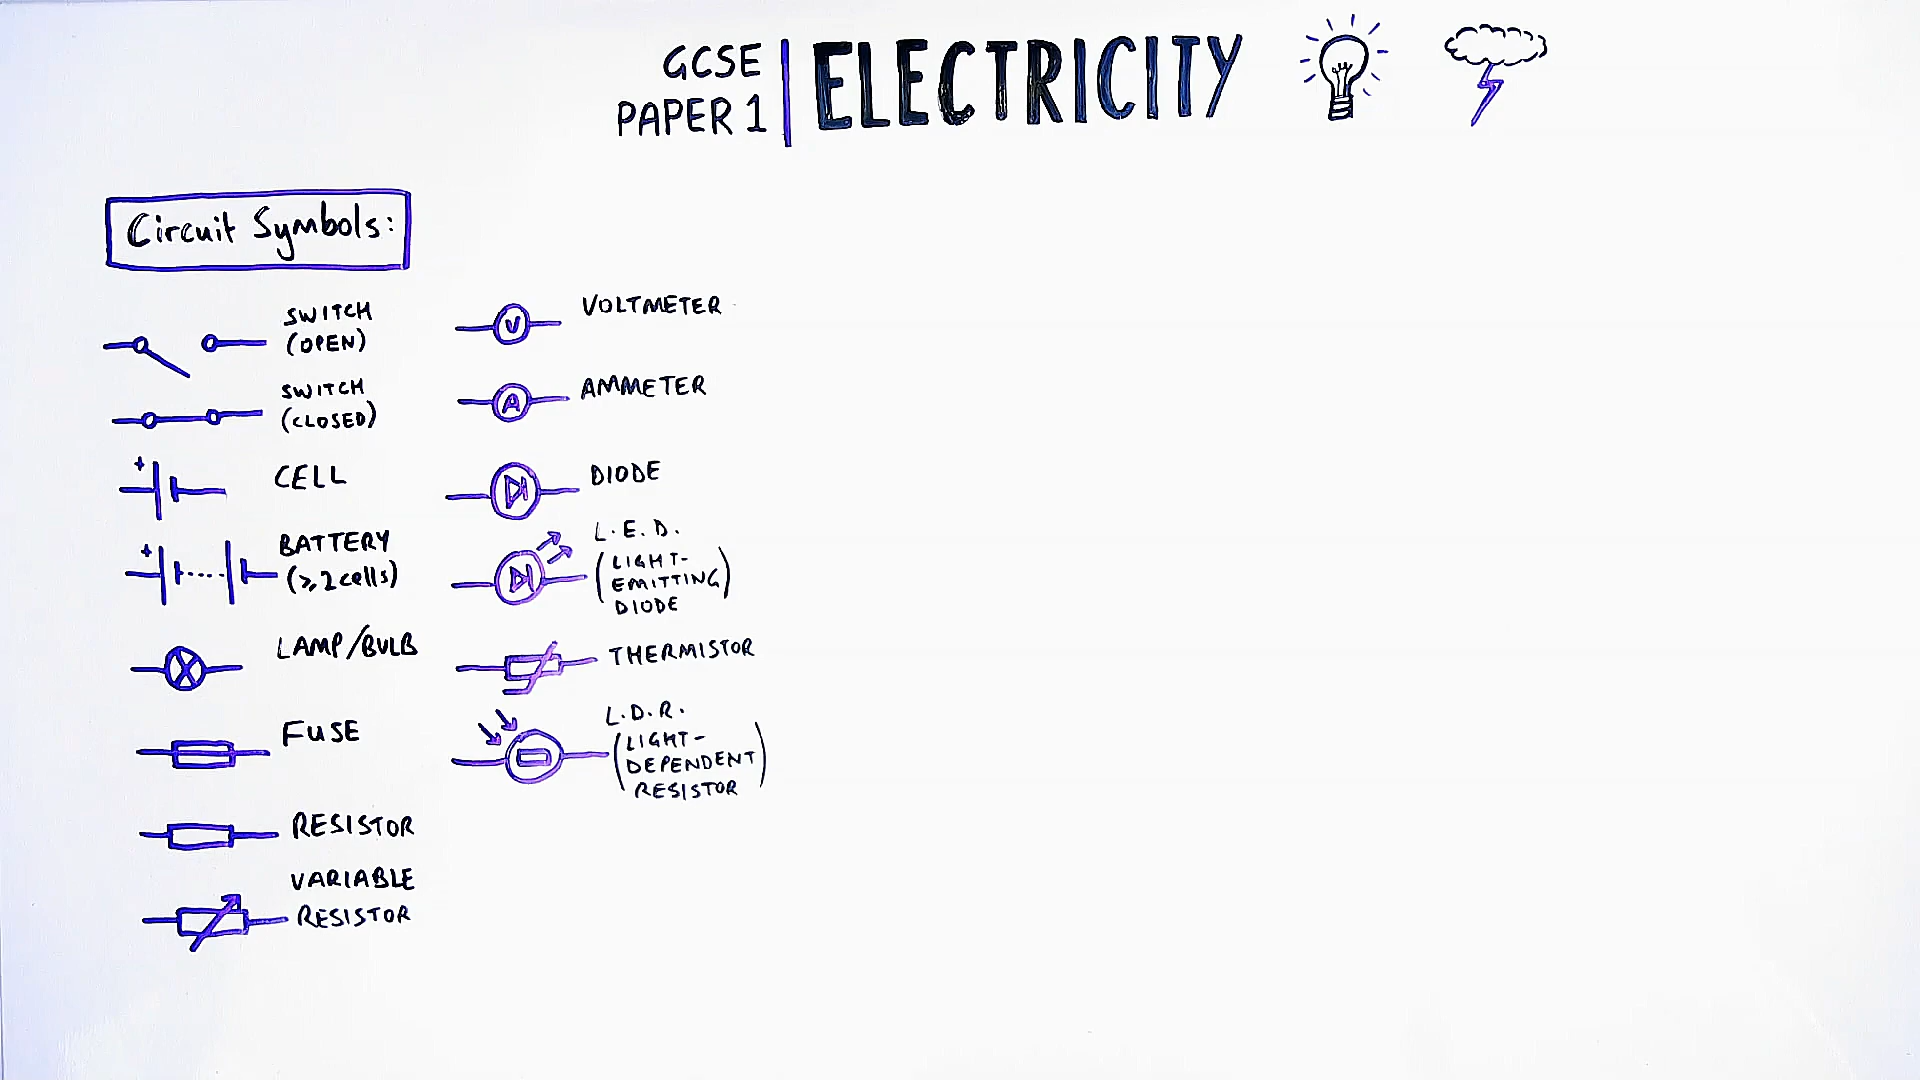 GCSE
PAPER 1
ELECTRICITY
Circuit Symbols:
SWITCH
(OPEN)
SWITCH
(CLOSED)
+
CELL
+
BATTERY
(≥2 cells)
LAMP/BULB
FUSE
RESISTOR
VARIABLE
RESISTOR
V
VOLTMETER
A
AMMETER
DIODE
L.E.D.
(LIGHT-
EMITTING)
DIODE
THERMISTOR
L.D.R.
(LIGHT-
DEPENDENT
RESISTOR)